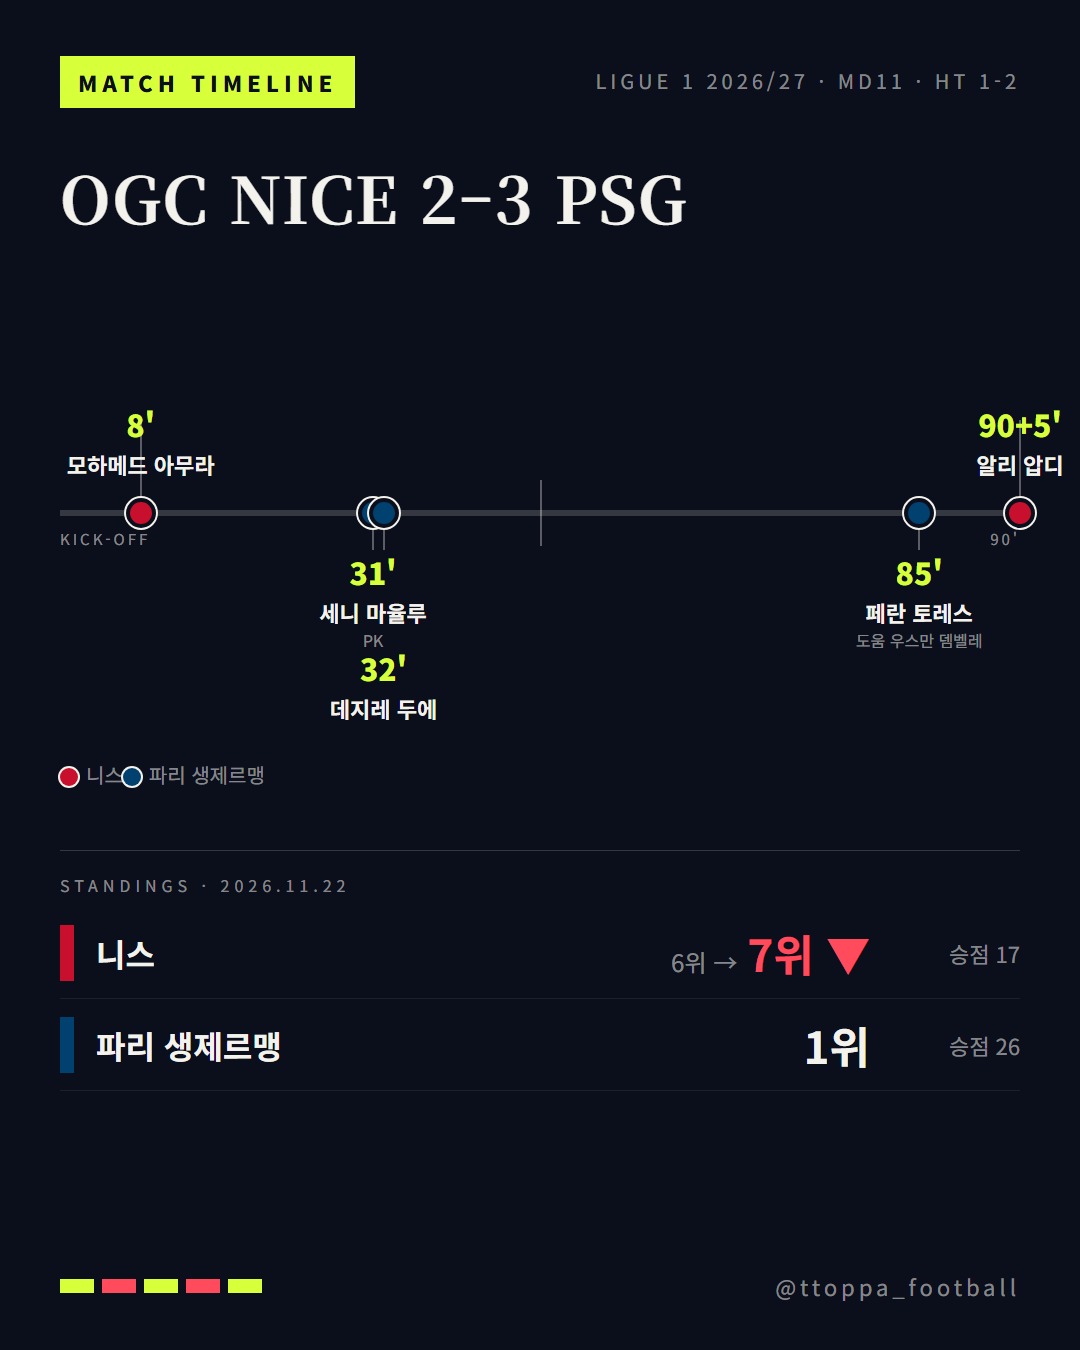 MATCH TIMELINE
LIGUE 1 2026/27 · MD11 · HT 1-2
OGC NICE 2–3 PSG
8'
모하메드 아무라
90+5'
알리 압디
KICK-OFF
90'
31'
세니 마율루
PK
32'
데지레 두에
85'
페란 토레스
도움 우스만 뎀벨레
니스
파리 생제르맹
STANDINGS · 2026.11.22
니스
6위 → 7위 ▼
승점 17
파리 생제르맹
1위
승점 26
@ttoppa_football